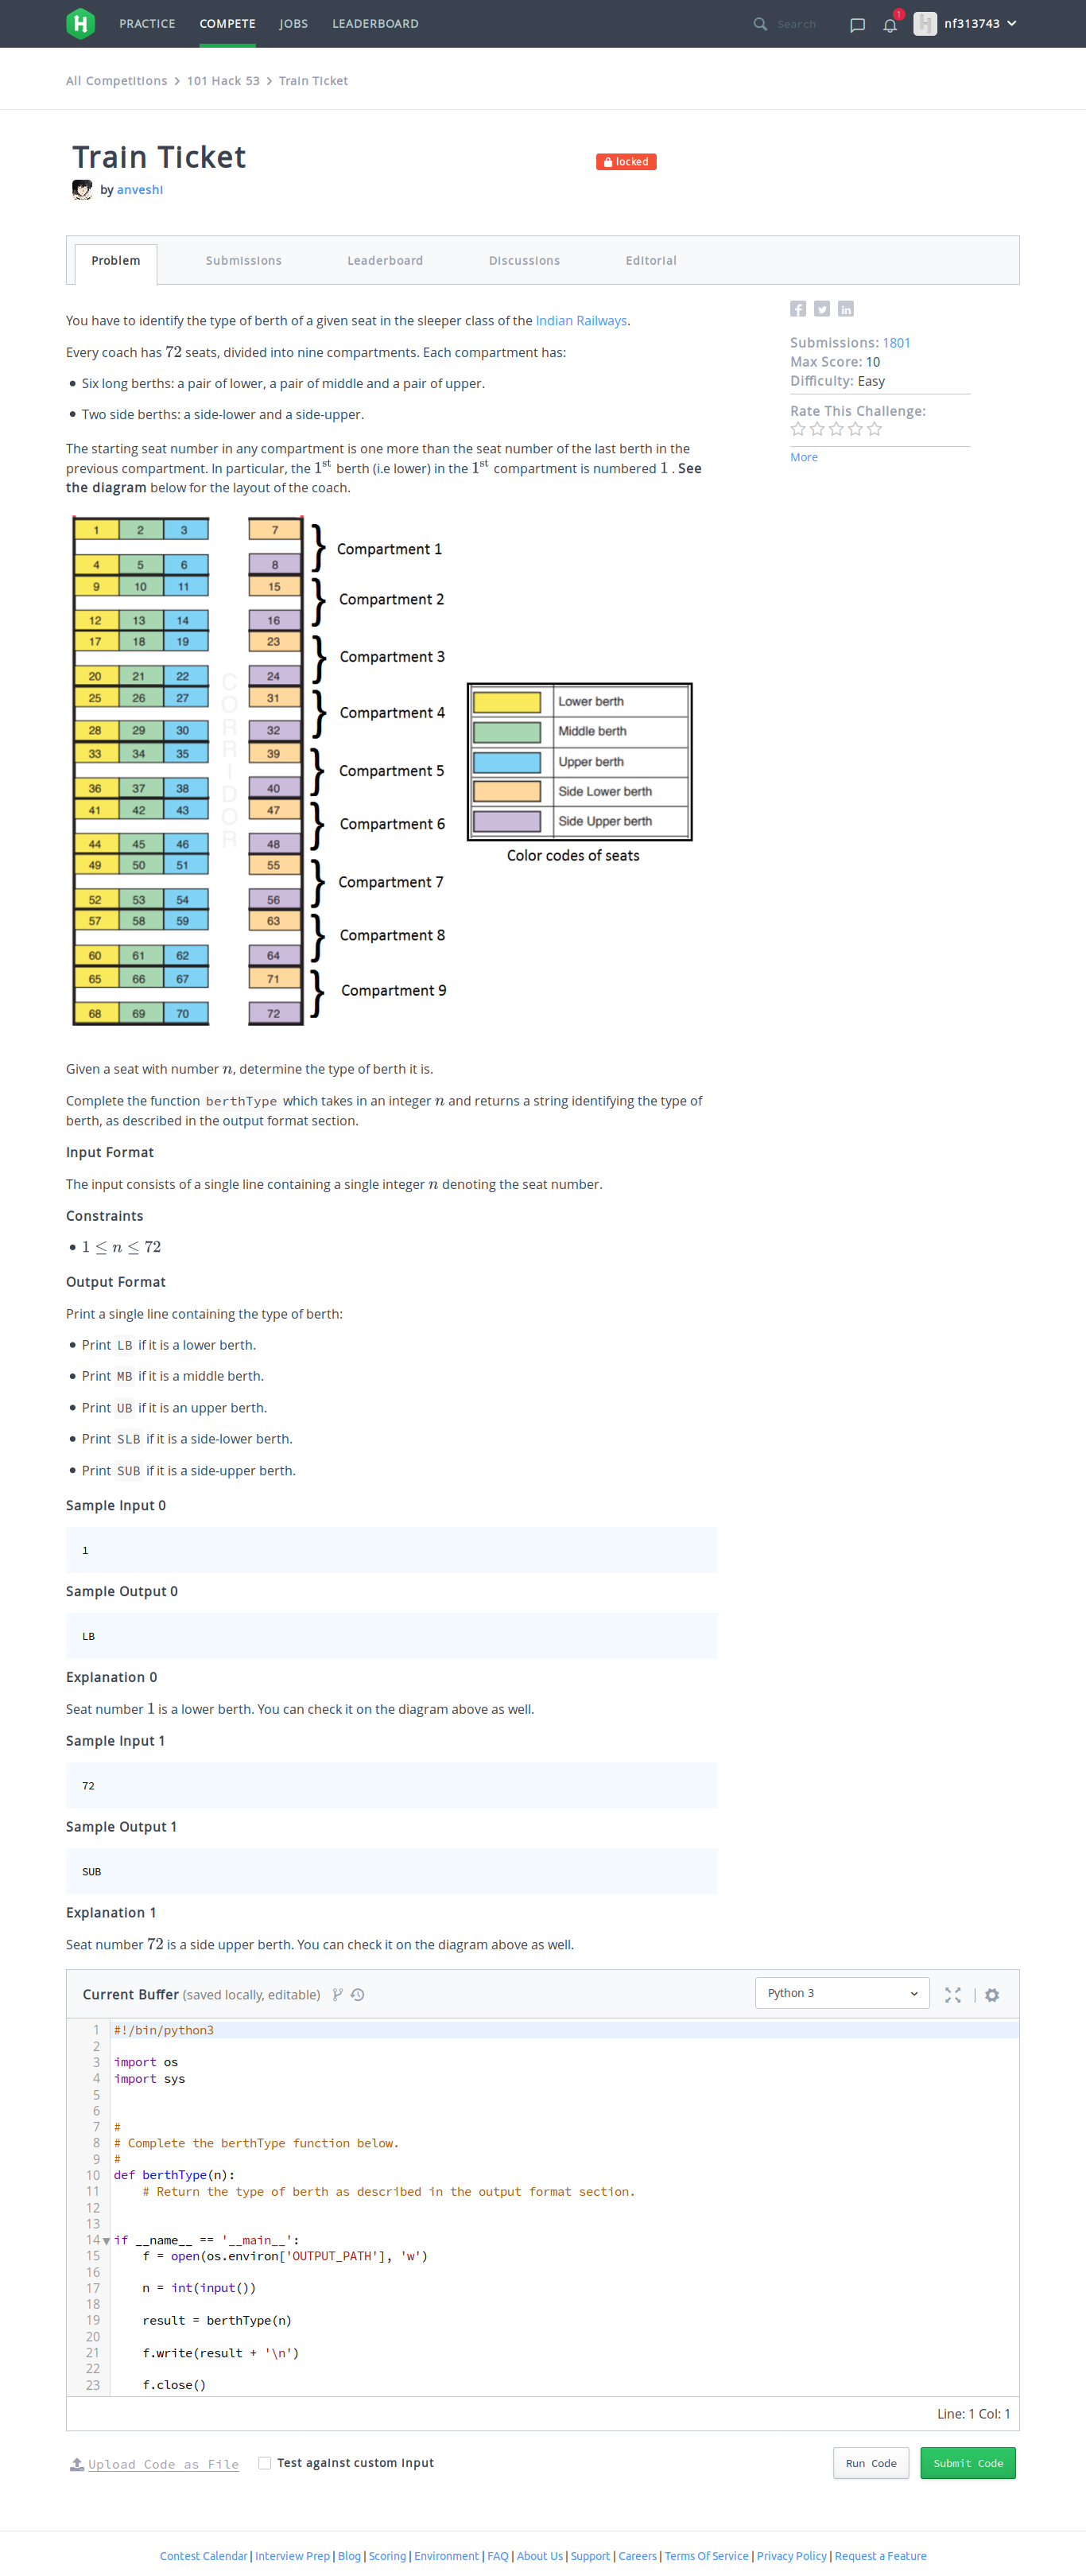 PRACTICE COMPETE JOBS LEADERBOARD Search 1 nf313743
All Competitions > 101 Hack 53 > Train Ticket
Train Ticket
locked
by anveshi
Problem Submissions Leaderboard Discussions Editorial
You have to identify the type of berth of a given seat in the sleeper class of the Indian Railways.
Every coach has 72 seats, divided into nine compartments. Each compartment has:
• Six long berths: a pair of lower, a pair of middle and a pair of upper.
• Two side berths: a side-lower and a side-upper.
The starting seat number in any compartment is one more than the seat number of the last berth in the
previous compartment. In particular, the 1st berth (i.e lower) in the 1st compartment is numbered 1 . See
the diagram below for the layout of the coach.
Submissions: 1801
Max Score: 10
Difficulty: Easy
Rate This Challenge:
More
1 2 3 7
Compartment 1
4 5 6 8
9 10 11 15
Compartment 2
12 13 14 16
17 18 19 23
Compartment 3
20 21 22 24
25 26 27 31
Compartment 4
28 29 30 32
33 34 35 39
Compartment 5
36 37 38 40
41 42 43 47
Compartment 6
44 45 46 48
49 50 51 55
Compartment 7
52 53 54 56
57 58 59 63
Compartment 8
60 61 62 64
65 66 67 71
Compartment 9
68 69 70 72
CORRIDOR
Lower berth
Middle berth
Upper berth
Side Lower berth
Side Upper berth
Color codes of seats
Given a seat with number n, determine the type of berth it is.
Complete the function berthType which takes in an integer n and returns a string identifying the type of
berth, as described in the output format section.
Input Format
The input consists of a single line containing a single integer n denoting the seat number.
Constraints
• 1 ≤ n ≤ 72
Output Format
Print a single line containing the type of berth:
• Print LB if it is a lower berth.
• Print MB if it is a middle berth.
• Print UB if it is an upper berth.
• Print SLB if it is a side-lower berth.
• Print SUB if it is a side-upper berth.
Sample Input 0
1
Sample Output 0
LB
Explanation 0
Seat number 1 is a lower berth. You can check it on the diagram above as well.
Sample Input 1
72
Sample Output 1
SUB
Explanation 1
Seat number 72 is a side upper berth. You can check it on the diagram above as well.
Current Buffer (saved locally, editable) Python 3
1 #!/bin/python3
2
3 import os
4 import sys
5
6
7 #
8 # Complete the berthType function below.
9 #
10 def berthType(n):
11     # Return the type of berth as described in the output format section.
12
13
14 if __name__ == '__main__':
15     f = open(os.environ['OUTPUT_PATH'], 'w')
16
17     n = int(input())
18
19     result = berthType(n)
20
21     f.write(result + '\n')
22
23     f.close()
Line: 1 Col: 1
Upload Code as File Test against custom input Run Code Submit Code
Contest Calendar | Interview Prep | Blog | Scoring | Environment | FAQ | About Us | Support | Careers | Terms Of Service | Privacy Policy | Request a Feature